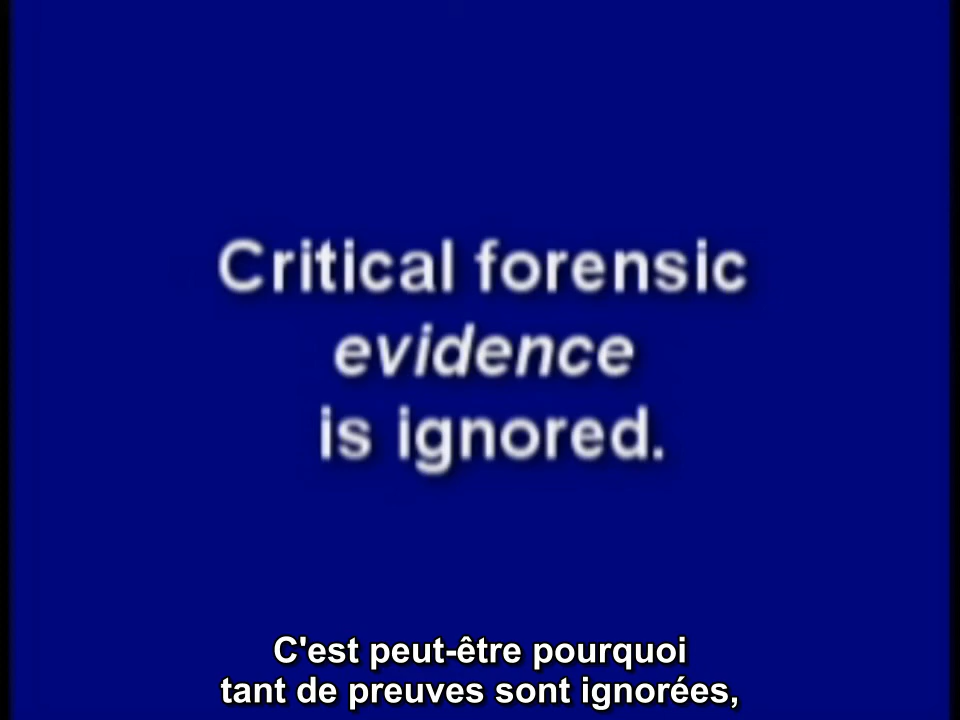 Critical forensic
evidence
is ignored.
C'est peut-être pourquoi
tant de preuves sont ignorées,